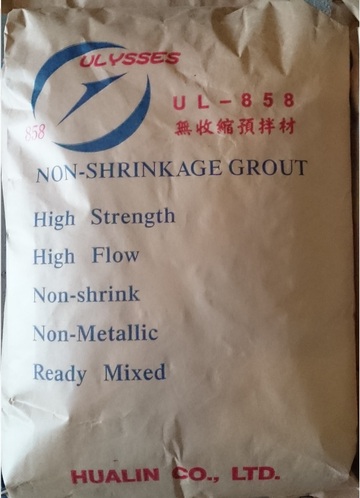 ULYSSES
858
UL-858
無收縮預拌材
NON-SHRINKAGE GROUT
High Strength
High Flow
Non-shrink
Non-Metallic
Ready Mixed
HUALIN CO., LTD.